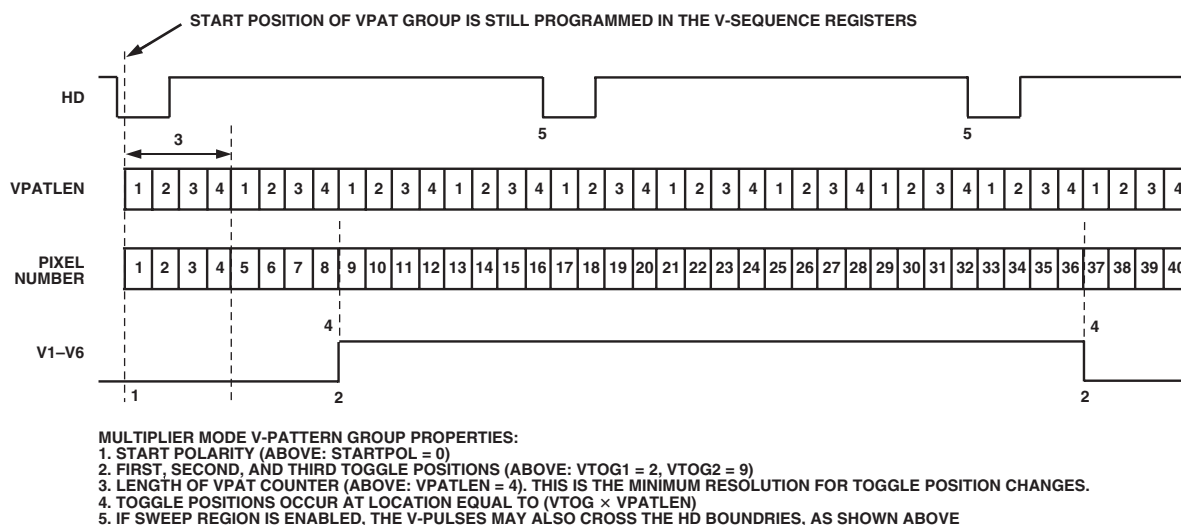 START POSITION OF VPAT GROUP IS STILL PROGRAMMED IN THE V-SEQUENCE REGISTERS
HD
5 5
3
VPATLEN 1 2 3 4 1 2 3 4 1 2 3 4 1 2 3 4 1 2 3 4 1 2 3 4 1 2 3 4 1 2 3 4 1 2 3 4 1 2 3 4
PIXEL
NUMBER
1 2 3 4 5 6 7 8 9 10 11 12 13 14 15 16 17 18 19 20 21 22 23 24 25 26 27 28 29 30 31 32 33 34 35 36 37 38 39 40
4 4
V1–V6
1 2 2
MULTIPLIER MODE V-PATTERN GROUP PROPERTIES:
1. START POLARITY (ABOVE: STARTPOL = 0)
2. FIRST, SECOND, AND THIRD TOGGLE POSITIONS (ABOVE: VTOG1 = 2, VTOG2 = 9)
3. LENGTH OF VPAT COUNTER (ABOVE: VPATLEN = 4). THIS IS THE MINIMUM RESOLUTION FOR TOGGLE POSITION CHANGES.
4. TOGGLE POSITIONS OCCUR AT LOCATION EQUAL TO (VTOG × VPATLEN)
5. IF SWEEP REGION IS ENABLED, THE V-PULSES MAY ALSO CROSS THE HD BOUNDRIES, AS SHOWN ABOVE